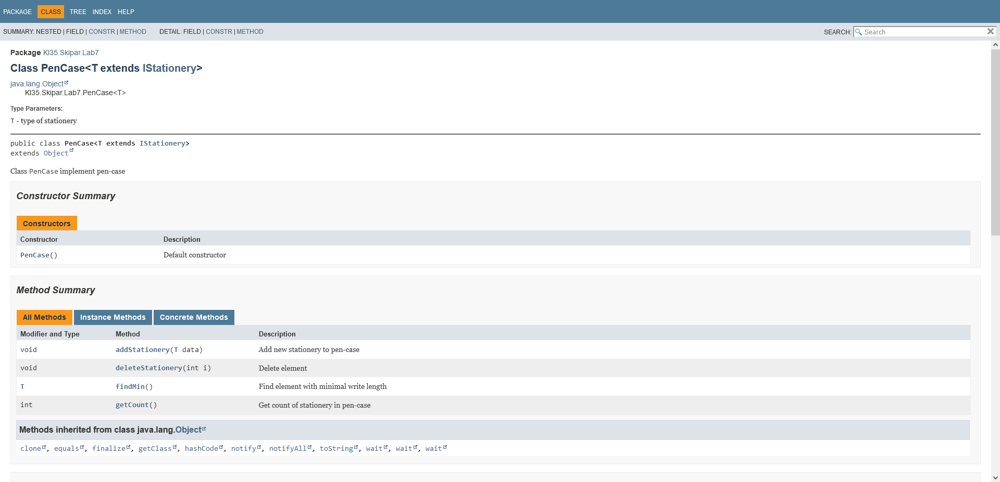 PACKAGE CLASS TREE INDEX HELP
SUMMARY: NESTED | FIELD | CONSTR | METHOD DETAIL: FIELD | CONSTR | METHOD SEARCH: Search
Package KI35.Skipar.Lab7
Class PenCase<T extends IStationery>
java.lang.Object
KI35.Skipar.Lab7.PenCase<T>
Type Parameters:
T - type of stationery
public class PenCase<T extends IStationery>
extends Object
Class PenCase implement pen-case
Constructor Summary
Constructors
Constructor Description
PenCase() Default constructor
Method Summary
All Methods Instance Methods Concrete Methods
Modifier and Type Method Description
void addStationery(T data) Add new stationery to pen-case
void deleteStationery(int i) Delete element
T findMin() Find element with minimal write length
int getCount() Get count of stationery in pen-case
Methods inherited from class java.lang.Object
clone, equals, finalize, getClass, hashCode, notify, notifyAll, toString, wait, wait, wait